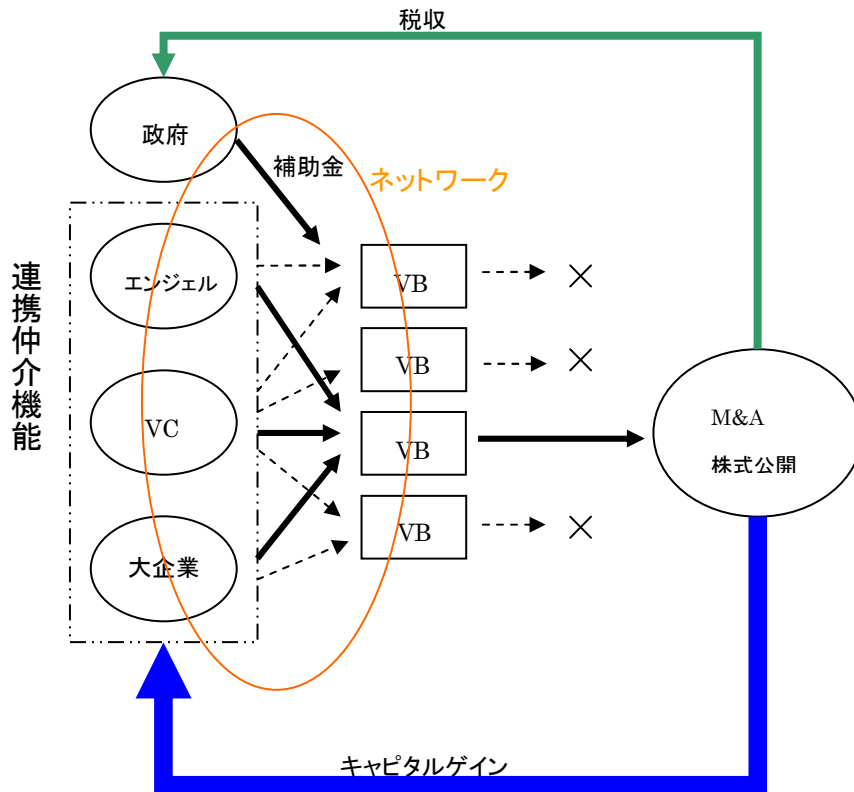 税収
政府
補助金
ネットワーク
連携仲介機能
エンジェル
VC
大企業
VB
×
VB
×
VB
VB
×
M&A
株式公開
キャピタルゲイン